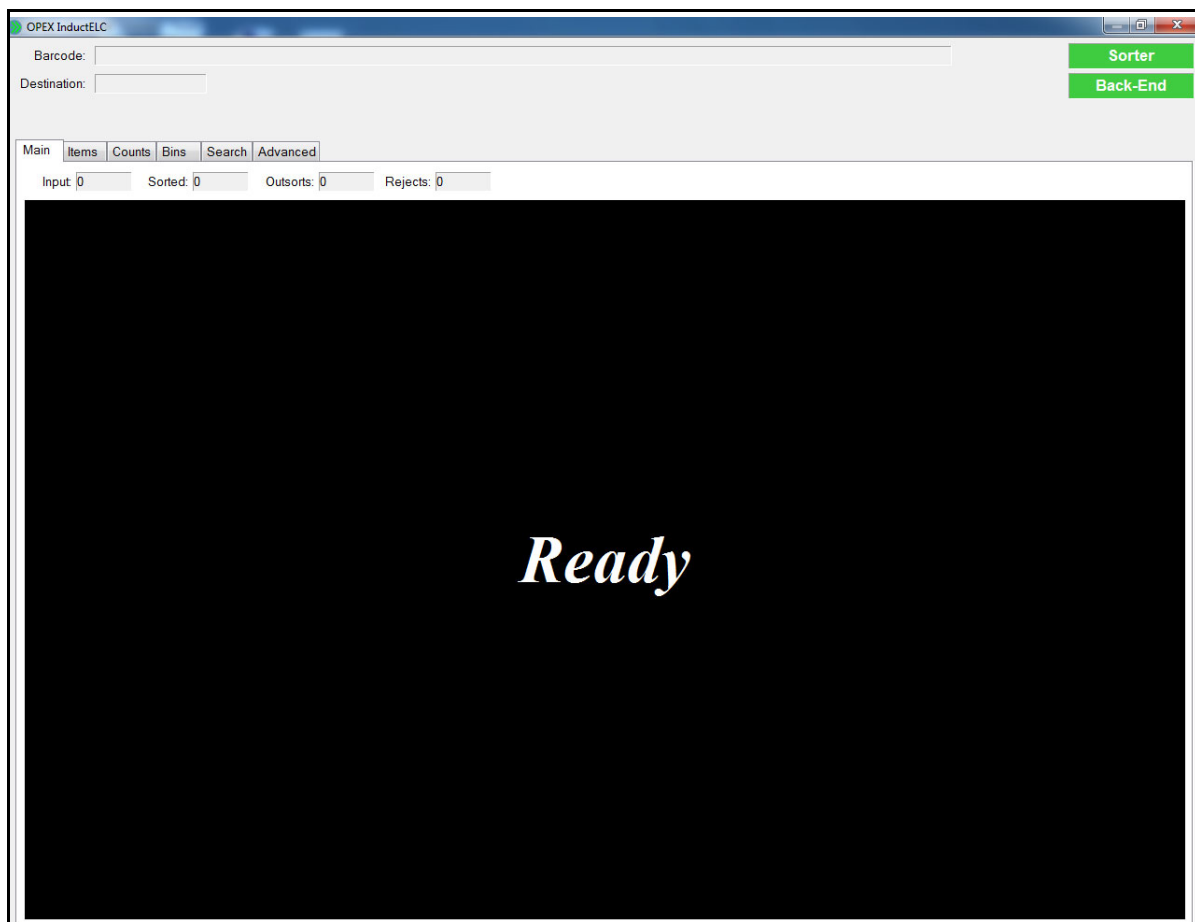 OPEX InductELC
Barcode: Sorter
Destination: Back-End
Main Items Counts Bins Search Advanced
Input: 0 Sorted: 0 Outsorts: 0 Rejects: 0
Ready